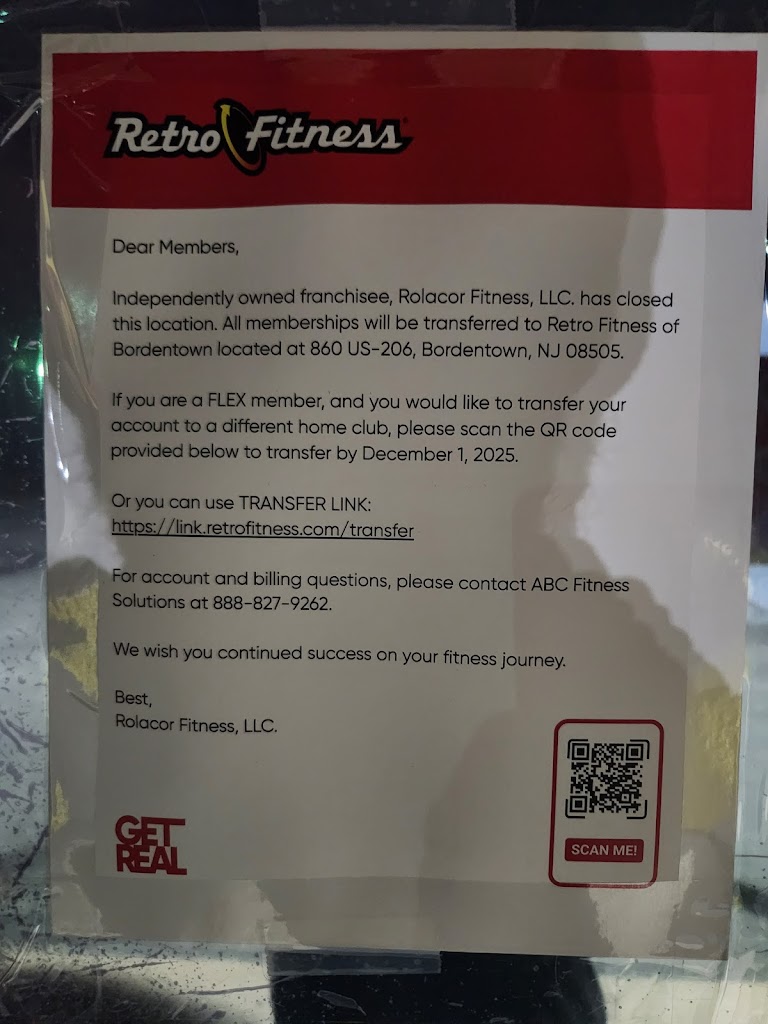 Retro Fitness
Dear Members,
Independently owned franchisee, Rolacor Fitness, LLC. has closed
this location. All memberships will be transferred to Retro Fitness of
Bordentown located at 860 US-206, Bordentown, NJ 08505.
If you are a FLEX member, and you would like to transfer your
account to a different home club, please scan the QR code
provided below to transfer by December 1, 2025.
Or you can use TRANSFER LINK:
https://link.retrofitness.com/transfer
For account and billing questions, please contact ABC Fitness
Solutions at 888-827-9262.
We wish you continued success on your fitness journey.
Best,
Rolacor Fitness, LLC.
GET
REAL
SCAN ME!